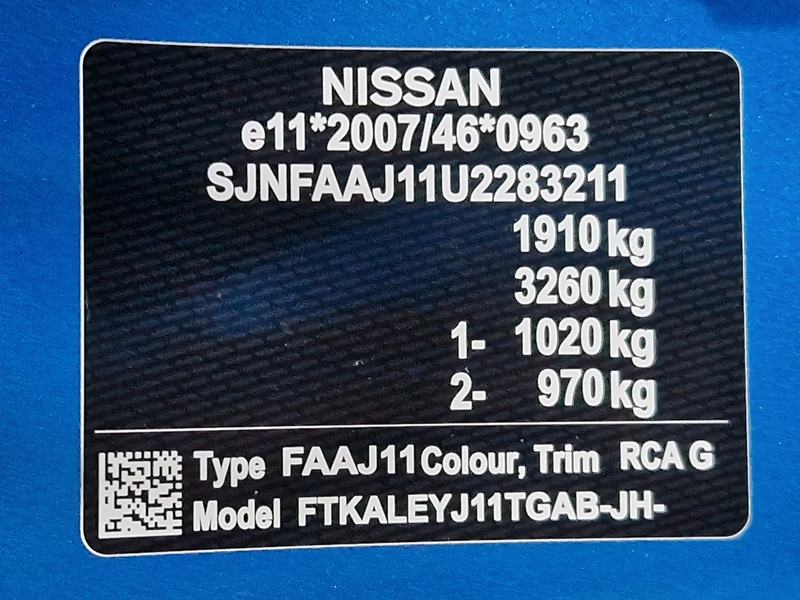 NISSAN
e11*2007/46*0963
SJNFAAJ11U2283211
1910 kg
3260 kg
1- 1020 kg
2- 970 kg
Type FAAJ11 Colour, Trim RCA G
Model FTKALEYJ11TGAB-JH-